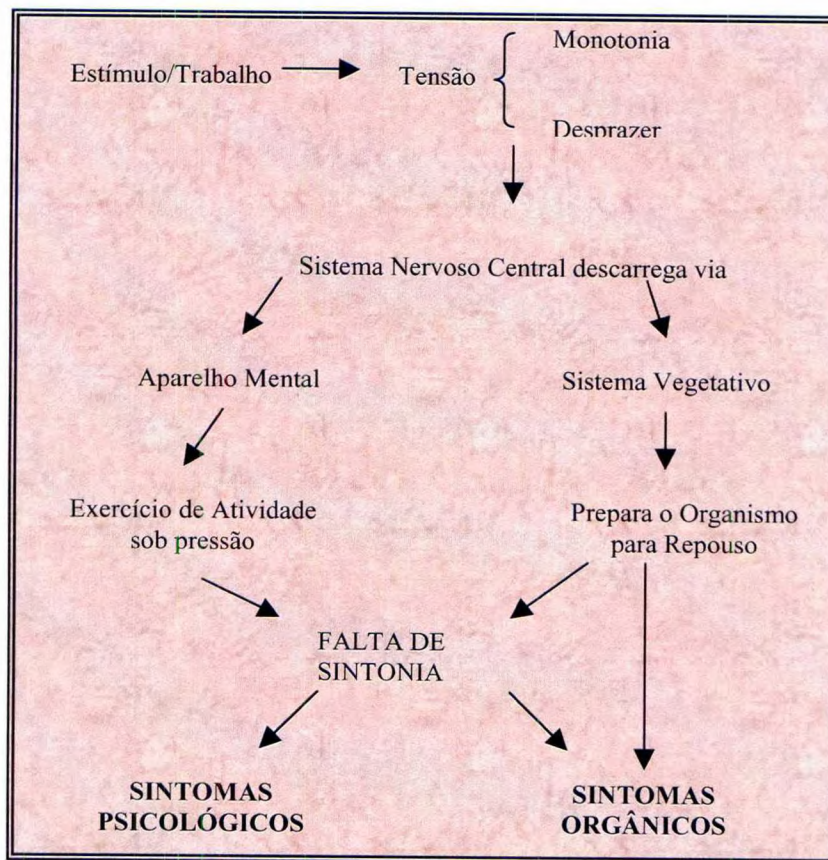 Monotonia
Estímulo/Trabalho
Tensão
Desprazer
Sistema Nervoso Central descarrega via
Aparelho Mental
Sistema Vegetativo
Exercício de Atividade
sob pressão
Prepara o Organismo
para Repouso
FALTA DE
SINTONIA
SINTOMAS
PSICOLÓGICOS
SINTOMAS
ORGÂNICOS